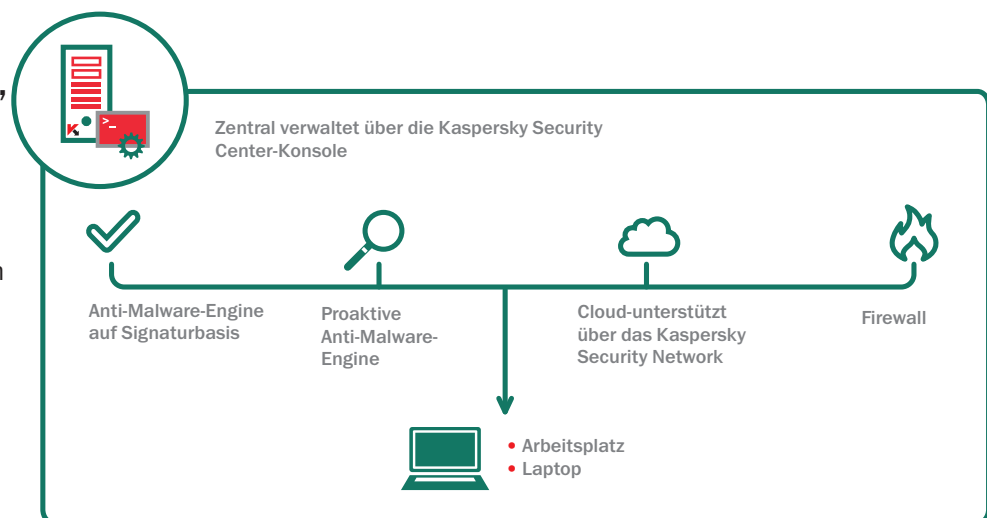 ,
Zentral verwaltet über die Kaspersky Security
Center-Konsole
>_
n
Anti-Malware-Engine
auf Signaturbasis
Proaktive
Anti-Malware-
Engine
Cloud-unterstützt
über das Kaspersky
Security Network
Firewall
• Arbeitsplatz
• Laptop